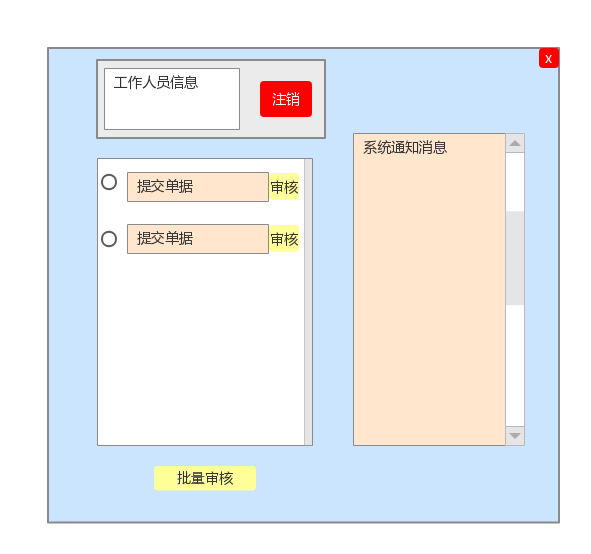 x
工作人员信息
注销
系统通知消息
提交单据 审核
提交单据 审核
批量审核